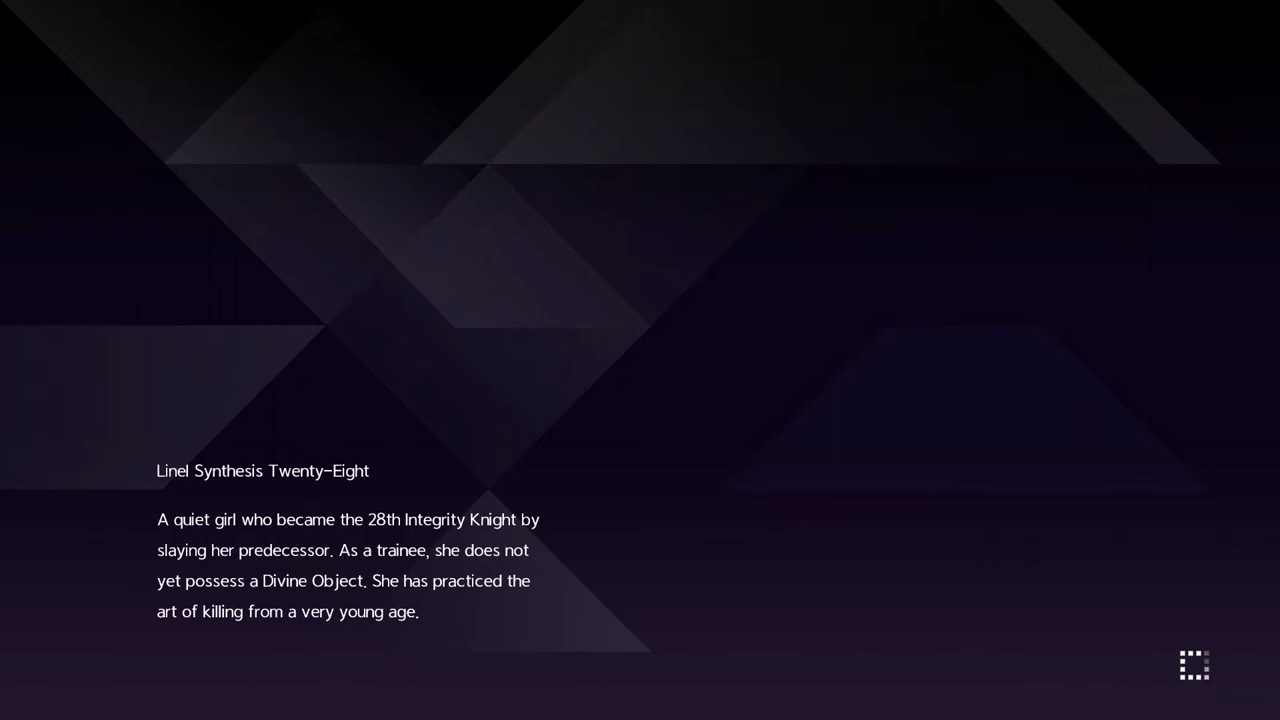 Linel Synthesis Twenty-Eight
A quiet girl who became the 28th Integrity Knight by
slaying her predecessor. As a trainee, she does not
yet possess a Divine Object. She has practiced the
art of killing from a very young age.